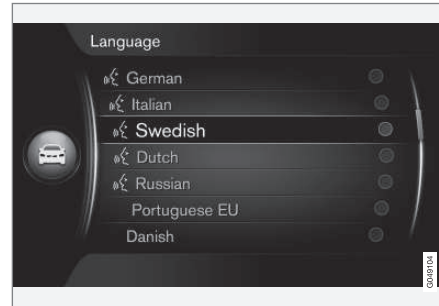 Language
German
Italian
Swedish
Dutch
Russian
Portuguese EU
Danish
G049104